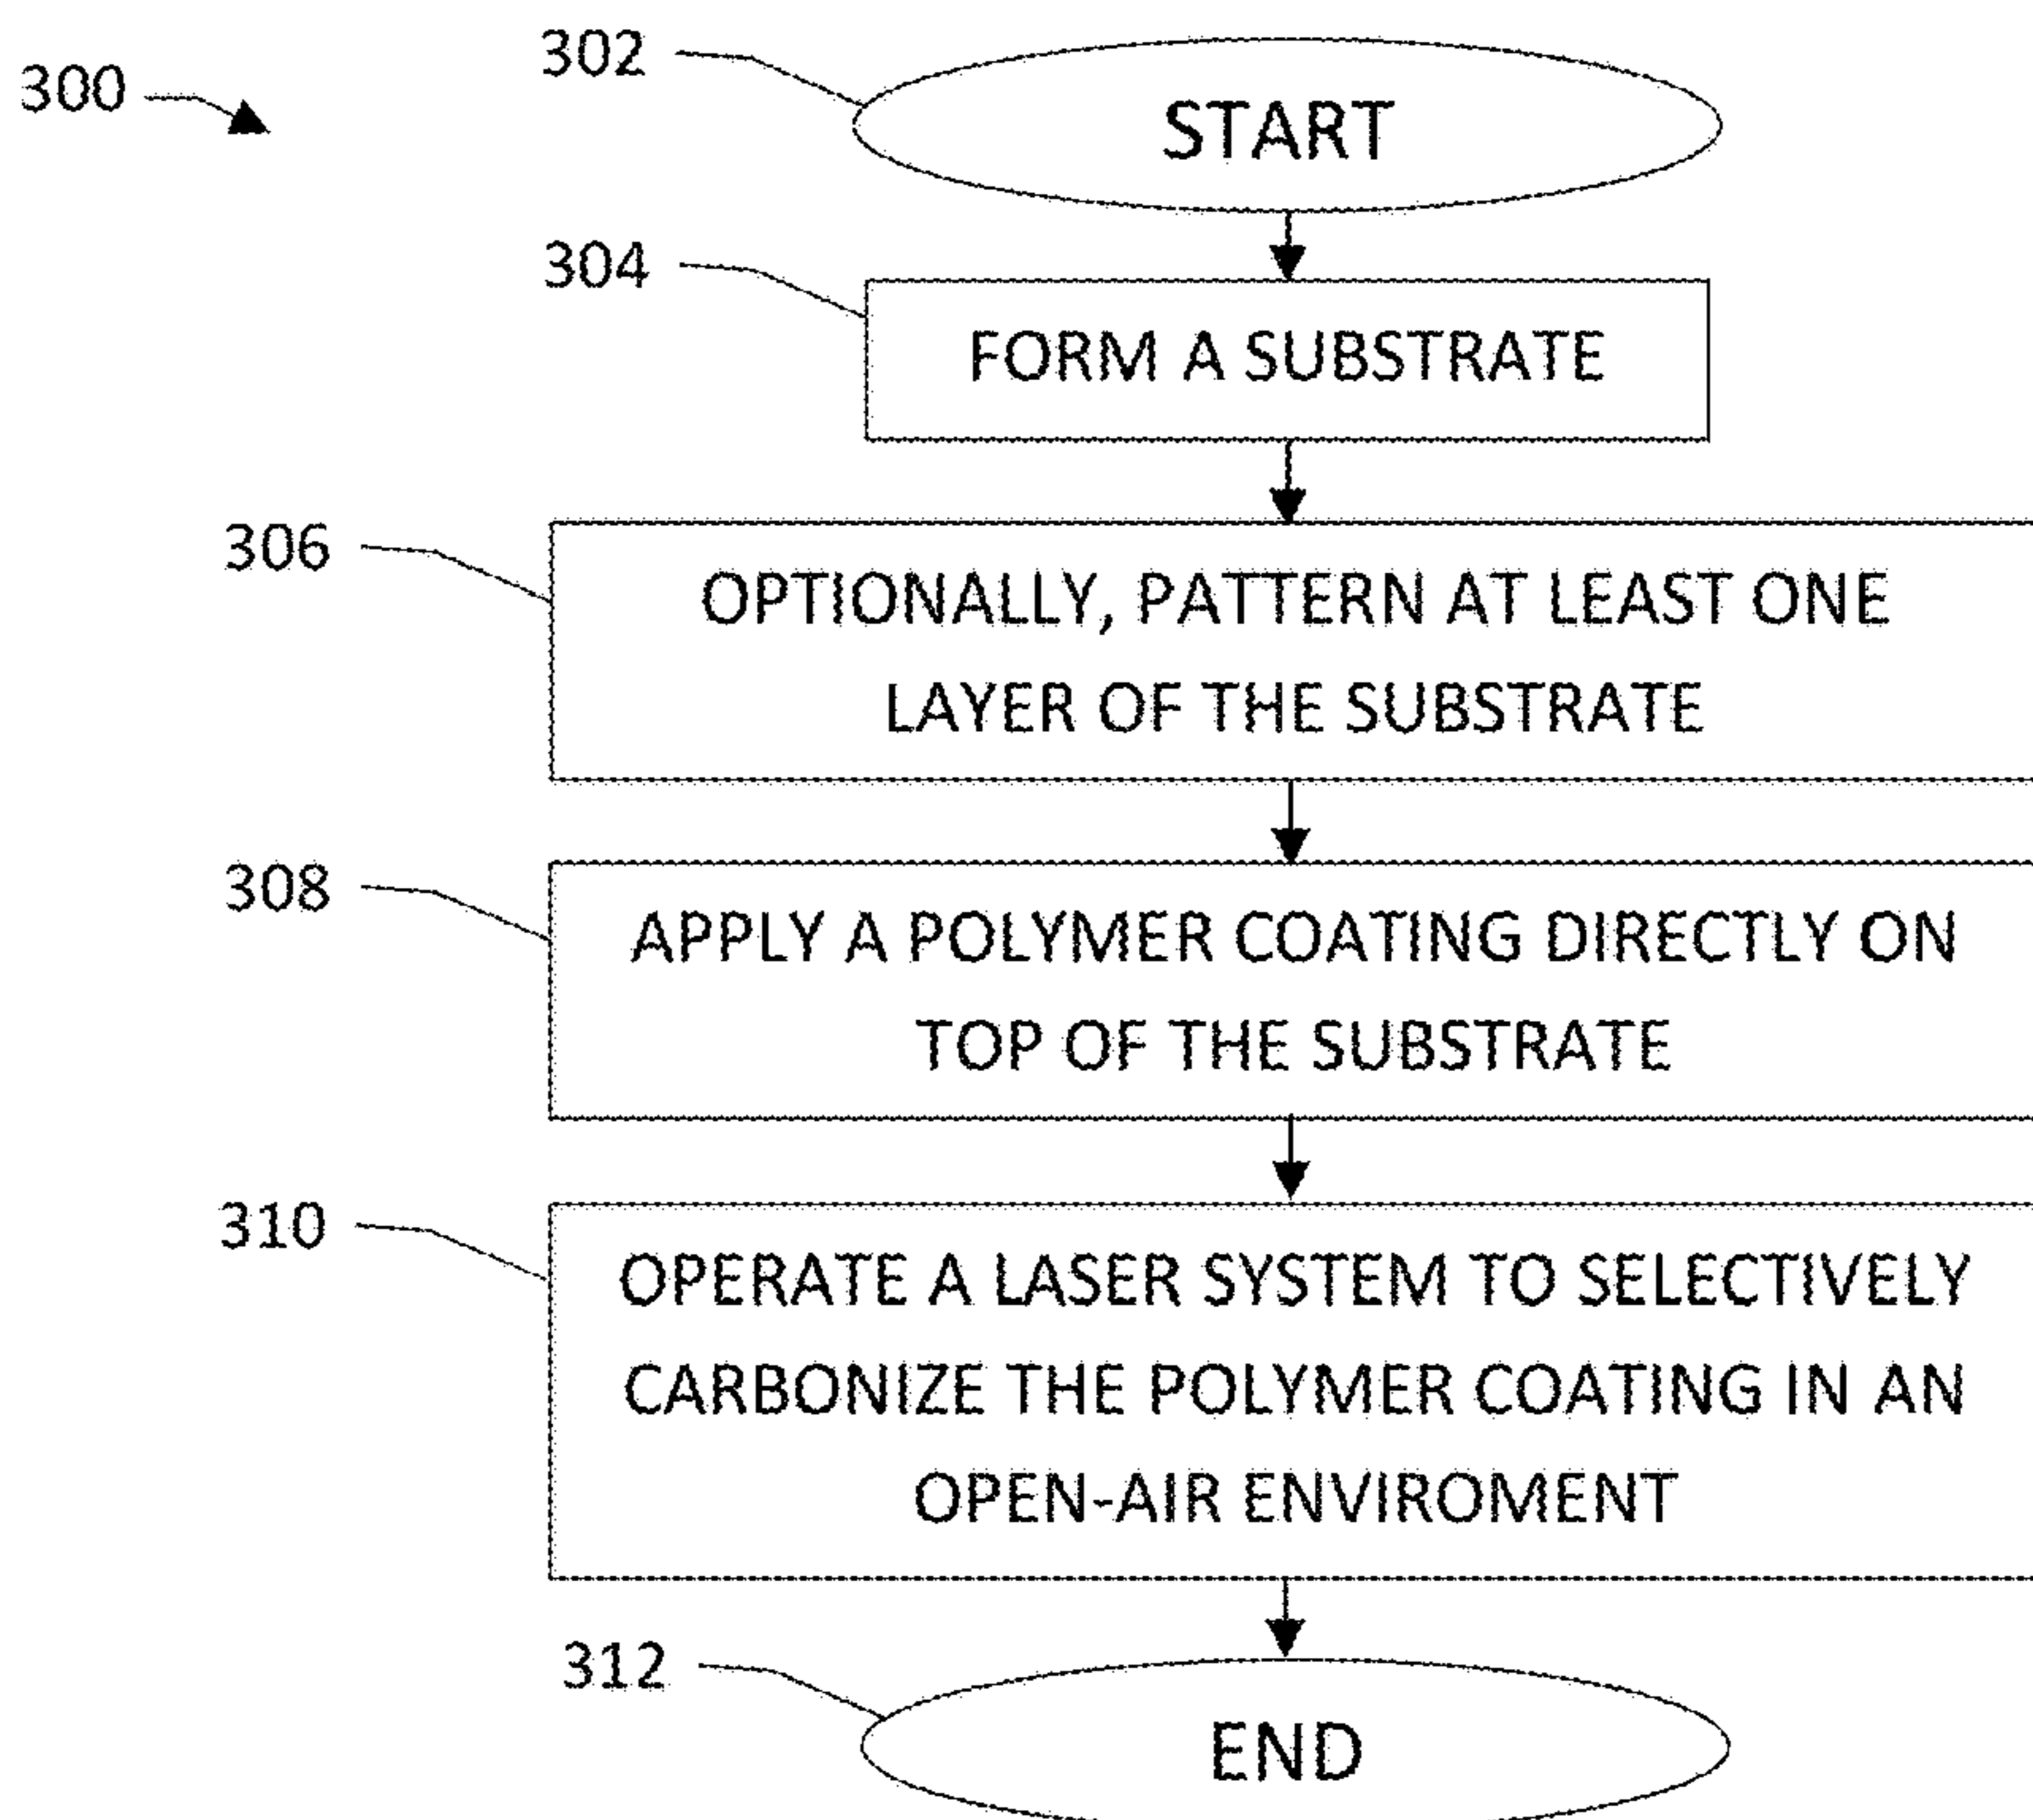 300
302
START
304
FORM A SUBSTRATE
306
OPTIONALLY, PATTERN AT LEAST ONE
LAYER OF THE SUBSTRATE
308
APPLY A POLYMER COATING DIRECTLY ON
TOP OF THE SUBSTRATE
310
OPERATE A LASER SYSTEM TO SELECTIVELY
CARBONIZE THE POLYMER COATING IN AN
OPEN-AIR ENVIROMENT
312
END